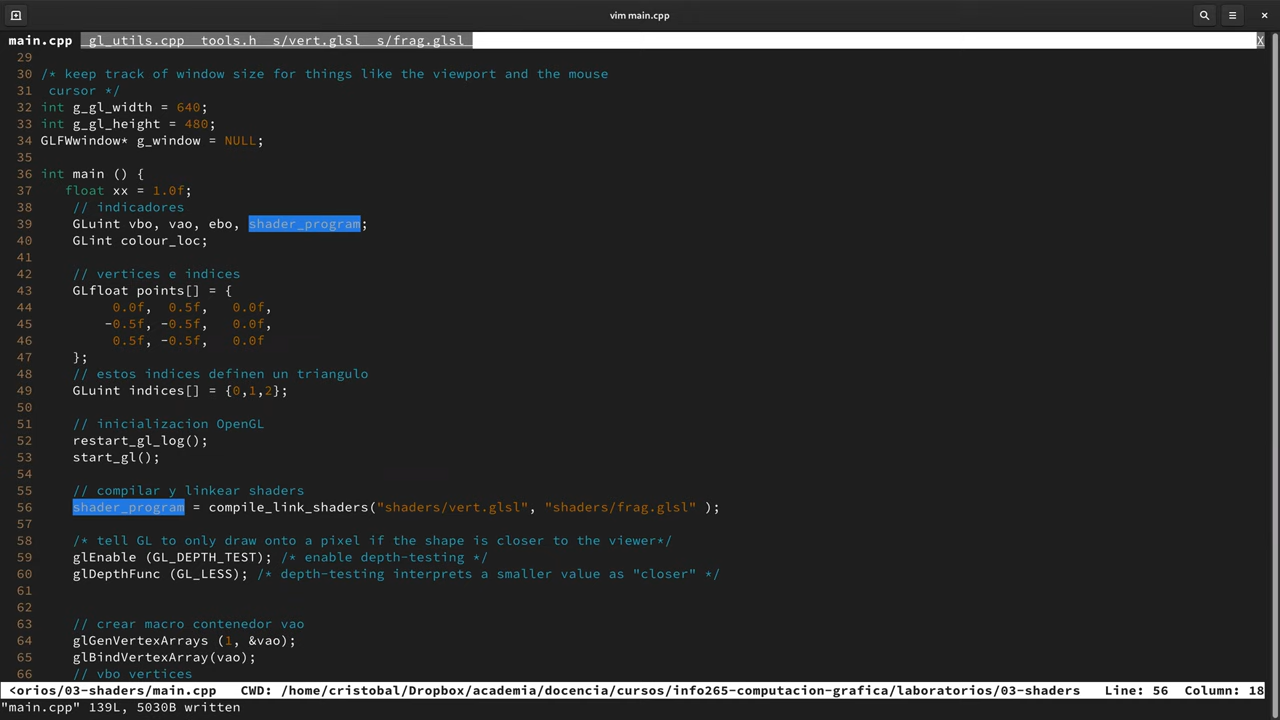 vim main.cpp
main.cpp  gl_utils.cpp  tools.h  s/vert.glsl  s/frag.glsl  X
29
30 /* keep track of window size for things like the viewport and the mouse
31  cursor */
32 int g_gl_width = 640;
33 int g_gl_height = 480;
34 GLFWwindow* g_window = NULL;
35
36 int main () {
37    float xx = 1.0f;
38     // indicadores
39     GLuint vbo, vao, ebo, shader_program;
40     GLint colour_loc;
41
42     // vertices e indices
43     GLfloat points[] = {
44          0.0f,  0.5f,   0.0f,
45         -0.5f, -0.5f,   0.0f,
46          0.5f, -0.5f,   0.0f
47     };
48     // estos indices definen un triangulo
49     GLuint indices[] = {0,1,2};
50
51     // inicializacion OpenGL
52     restart_gl_log();
53     start_gl();
54
55     // compilar y linkear shaders
56     shader_program = compile_link_shaders("shaders/vert.glsl", "shaders/frag.glsl" );
57
58     /* tell GL to only draw onto a pixel if the shape is closer to the viewer*/
59     glEnable (GL_DEPTH_TEST); /* enable depth-testing */
60     glDepthFunc (GL_LESS); /* depth-testing interprets a smaller value as "closer" */
61
62
63     // crear macro contenedor vao
64     glGenVertexArrays (1, &vao);
65     glBindVertexArray(vao);
66     // vbo vertices
<orios/03-shaders/main.cpp   CWD: /home/cristobal/Dropbox/academia/docencia/cursos/info265-computacion-grafica/laboratorios/03-shaders   Line: 56  Column: 18
"main.cpp" 139L, 5030B written